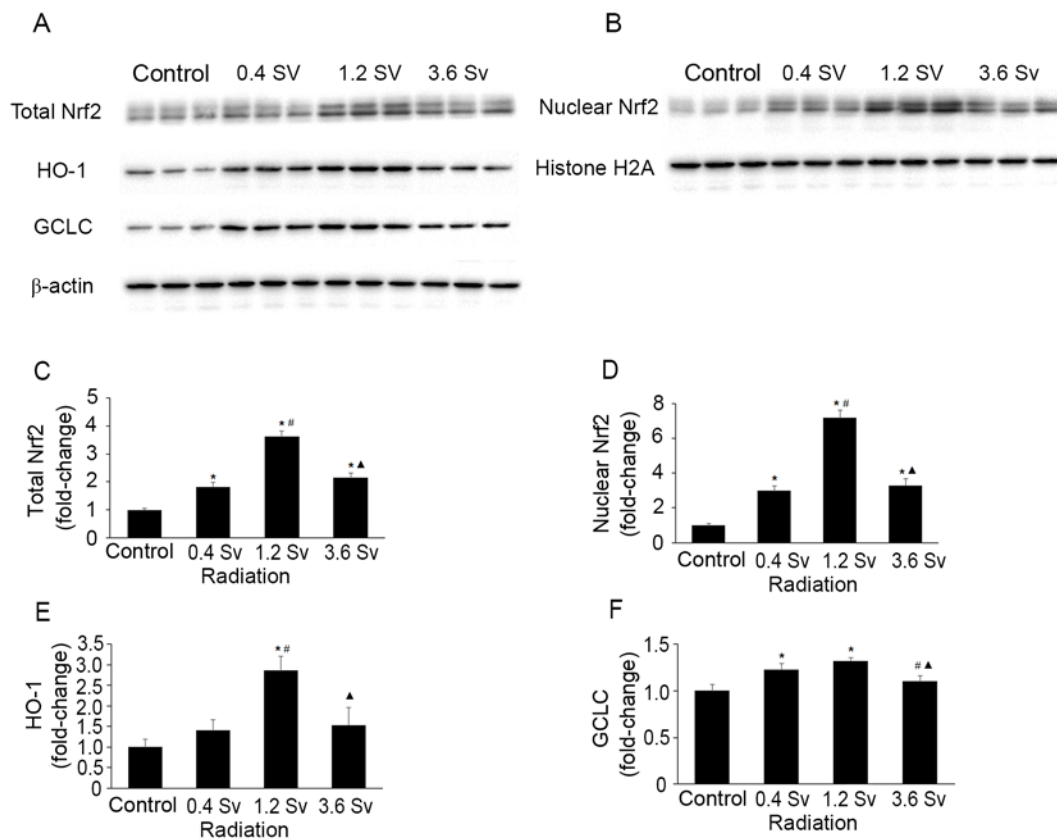 A
Control 0.4 SV 1.2 SV 3.6 Sv
Total Nrf2
HO-1
GCLC
β-actin
B
Control 0.4 SV 1.2 SV 3.6 Sv
Nuclear Nrf2
Histone H2A
C
Total Nrf2
(fold-change)
5
4
3
2
1
0
*
* #
* ▲
Control 0.4 Sv 1.2 Sv 3.6 Sv
Radiation
D
Nuclear Nrf2
(fold-change)
8
6
4
2
0
*
* #
* ▲
Control 0.4 Sv 1.2 Sv 3.6 Sv
Radiation
E
HO-1
(fold-change)
3.5
3.0
2.5
2.0
1.5
1.0
0.5
0
* #
▲
Control 0.4 Sv 1.2 Sv 3.6 Sv
Radiation
F
GCLC
(fold-change)
1.5
1.0
0.5
0
*
*
# ▲
Control 0.4 Sv 1.2 Sv 3.6 Sv
Radiation